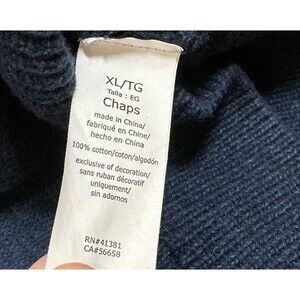 XL/TG
Talla : EG
Chaps
made in China/
fabriqué en Chine/
hecho en China
100% cotton/coton/algodón
exclusive of decoration/
sans ruban décoratif
uniquement/
sin adornos
RN#41381
CA#56658